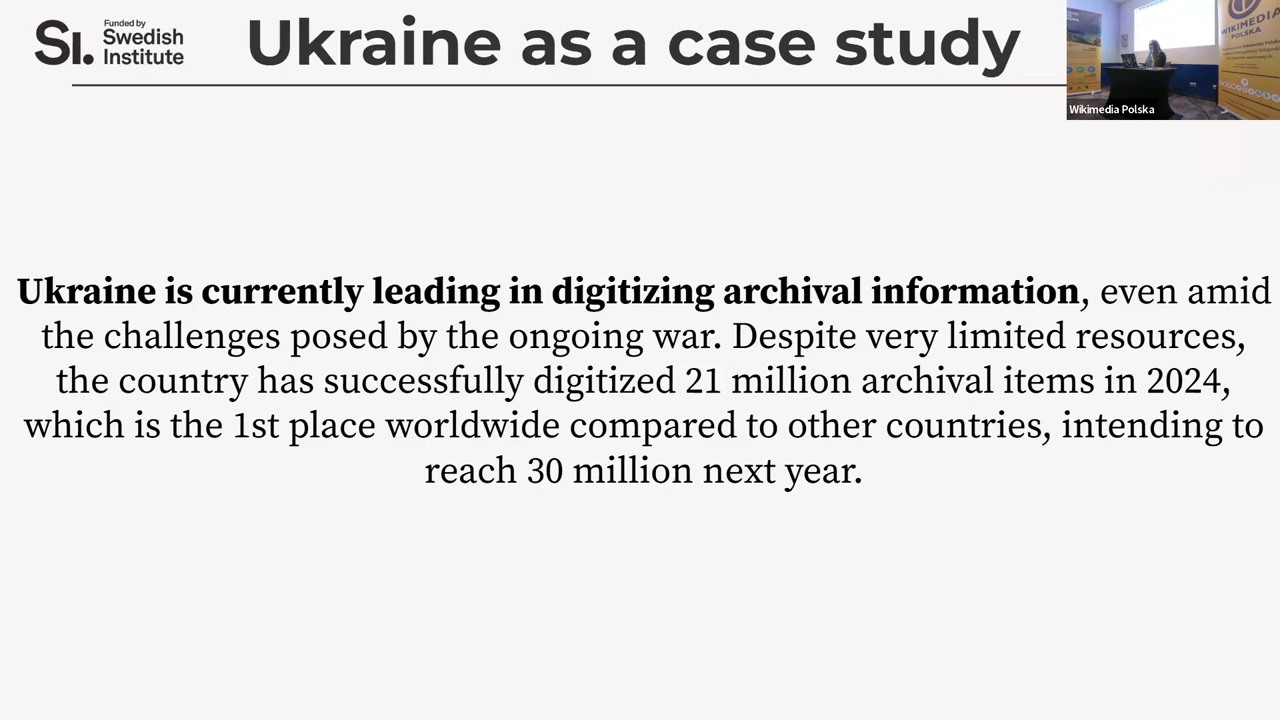 Funded by
Swedish
Institute
SI.
Ukraine as a case study
WIKIMEDIA
POLSKA
Wikimedia Polska
Ukraine is currently leading in digitizing archival information, even amid
the challenges posed by the ongoing war. Despite very limited resources,
the country has successfully digitized 21 million archival items in 2024,
which is the 1st place worldwide compared to other countries, intending to
reach 30 million next year.